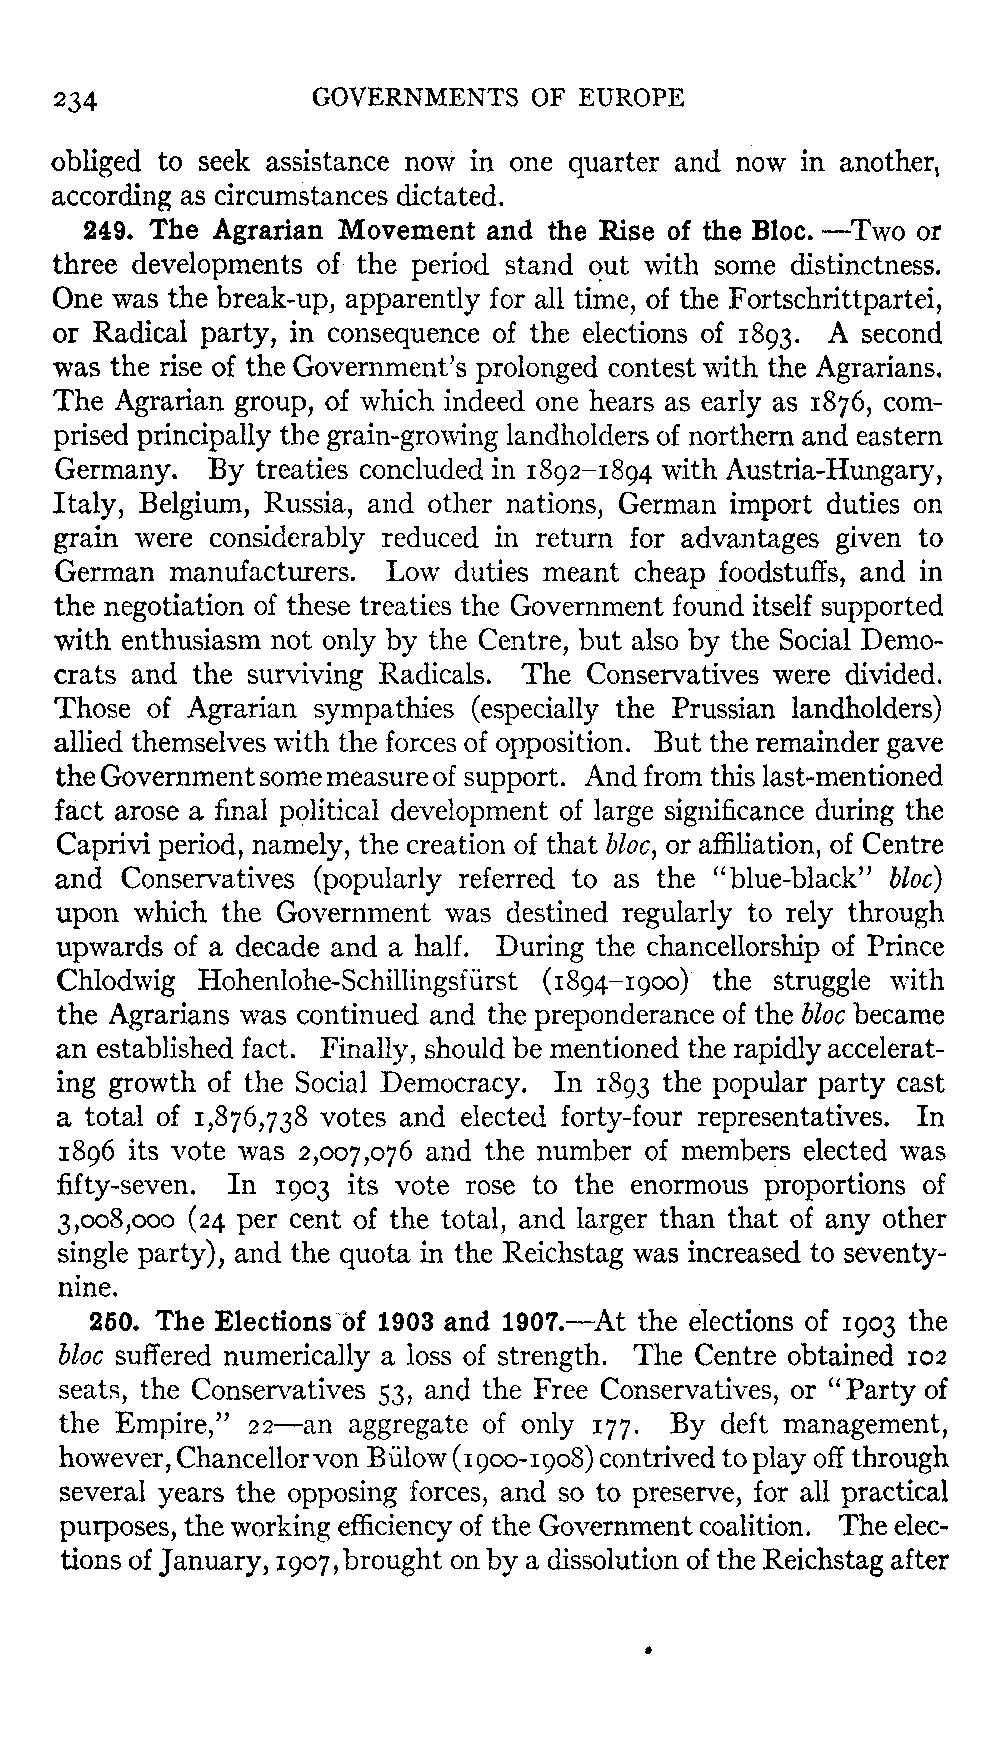 234 GOVERNMENTS OF EUROPE
obliged to seek assistance now in one quarter and now in another,
according as circumstances dictated.
249. The Agrarian Movement and the Rise of the Bloc.—Two or
three developments of the period stand out with some distinctness.
One was the break-up, apparently for all time, of the Fortschrittpartei,
or Radical party, in consequence of the elections of 1893. A second
was the rise of the Government's prolonged contest with the Agrarians.
The Agrarian group, of which indeed one hears as early as 1876, com-
prised principally the grain-growing landholders of northern and eastern
Germany. By treaties concluded in 1892–1894 with Austria-Hungary,
Italy, Belgium, Russia, and other nations, German import duties on
grain were considerably reduced in return for advantages given to
German manufacturers. Low duties meant cheap foodstuffs, and in
the negotiation of these treaties the Government found itself supported
with enthusiasm not only by the Centre, but also by the Social Demo-
crats and the surviving Radicals. The Conservatives were divided.
Those of Agrarian sympathies (especially the Prussian landholders)
allied themselves with the forces of opposition. But the remainder gave
the Government some measure of support. And from this last-mentioned
fact arose a final political development of large significance during the
Caprivi period, namely, the creation of that bloc, or affiliation, of Centre
and Conservatives (popularly referred to as the "blue-black" bloc)
upon which the Government was destined regularly to rely through
upwards of a decade and a half. During the chancellorship of Prince
Chlodwig Hohenlohe-Schillingsfürst (1894–1900) the struggle with
the Agrarians was continued and the preponderance of the bloc became
an established fact. Finally, should be mentioned the rapidly accelerat-
ing growth of the Social Democracy. In 1893 the popular party cast
a total of 1,876,738 votes and elected forty-four representatives. In
1896 its vote was 2,007,076 and the number of members elected was
fifty-seven. In 1903 its vote rose to the enormous proportions of
3,008,000 (24 per cent of the total, and larger than that of any other
single party), and the quota in the Reichstag was increased to seventy-
nine.
250. The Elections of 1903 and 1907.—At the elections of 1903 the
bloc suffered numerically a loss of strength. The Centre obtained 102
seats, the Conservatives 53, and the Free Conservatives, or "Party of
the Empire," 22—an aggregate of only 177. By deft management,
however, Chancellor von Bülow (1900-1908) contrived to play off through
several years the opposing forces, and so to preserve, for all practical
purposes, the working efficiency of the Government coalition. The elec-
tions of January, 1907, brought on by a dissolution of the Reichstag after